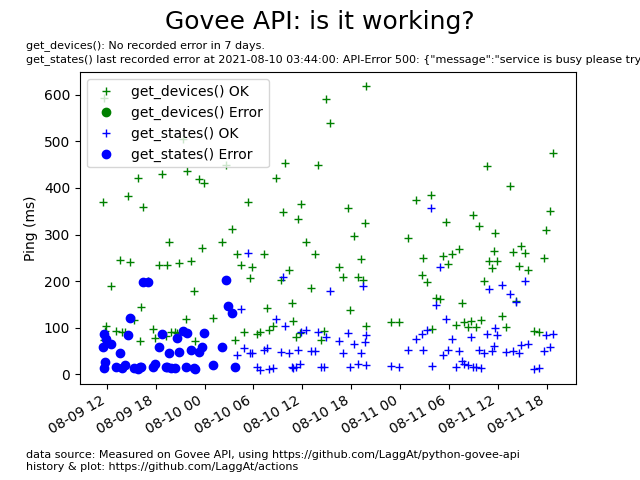 Govee API: is it working?
get_devices(): No recorded error in 7 days.
get_states() last recorded error at 2021-08-10 03:44:00: API-Error 500: {"message":"service is busy please try
get_devices() OK
get_devices() Error
get_states() OK
get_states() Error
Ping (ms)
600
500
400
300
200
100
0
08-09 12
08-09 18
08-10 00
08-10 06
08-10 12
08-10 18
08-11 00
08-11 06
08-11 12
08-11 18
data source: Measured on Govee API, using https://github.com/LaggAt/python-govee-api
history & plot: https://github.com/LaggAt/actions